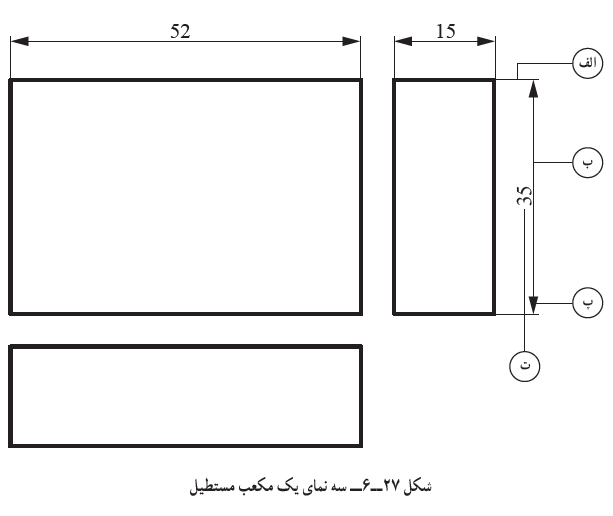 52
15
الف
ب
35
پ
ت
شکل ۲۷ــ۶ــ سه نمای یک مکعب مستطیل